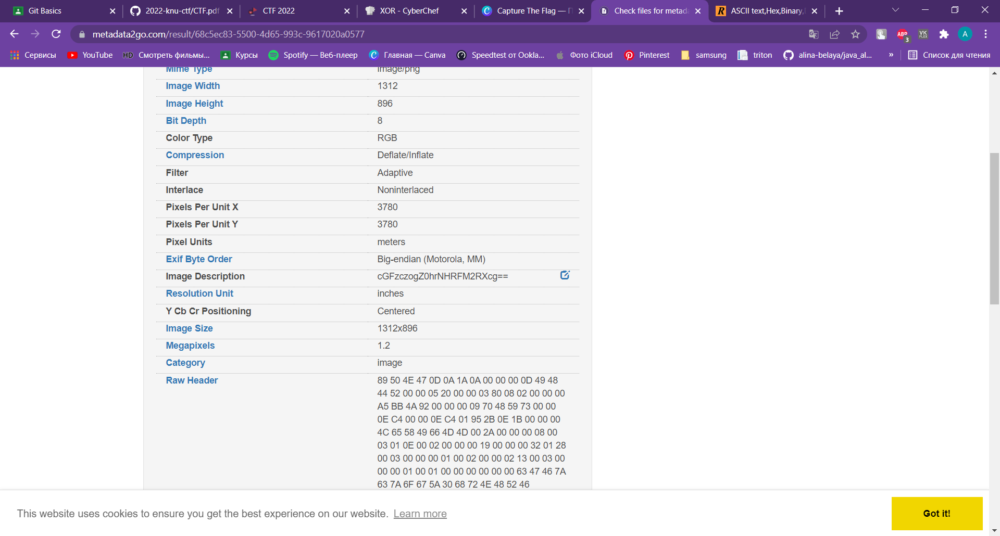 Git Basics
2022-knu-ctf/CTF.pdf
CTF 2022
XOR - CyberChef
Capture The Flag —
Check files for metad
ASCII text,Hex,Binary,
metadata2go.com/result/68c5ec83-5500-4d65-993c-9617020a0577
ABP
3
VK
FLEX
A
Сервисы
YouTube
HD Смотреть фильмы...
Курсы
Spotify — Веб-плеер
Главная — Canva
Speedtest от Ookla...
Фото iCloud
Pinterest
samsung
triton
alina-belaya/java_al...
»
Список для чтения
Mime Type image/png
Image Width 1312
Image Height 896
Bit Depth 8
Color Type RGB
Compression Deflate/Inflate
Filter Adaptive
Interlace Noninterlaced
Pixels Per Unit X 3780
Pixels Per Unit Y 3780
Pixel Units meters
Exif Byte Order Big-endian (Motorola, MM)
Image Description cGFzczogZ0hrNHRFM2RXcg==
Resolution Unit inches
Y Cb Cr Positioning Centered
Image Size 1312x896
Megapixels 1.2
Category image
Raw Header 89 50 4E 47 0D 0A 1A 0A 00 00 00 0D 49 48
44 52 00 00 05 20 00 00 03 80 08 02 00 00 00
A5 BB 4A 92 00 00 00 09 70 48 59 73 00 00
0E C4 00 00 0E C4 01 95 2B 0E 1B 00 00 00
4C 65 58 49 66 4D 4D 00 2A 00 00 00 08 00
03 01 0E 00 02 00 00 00 19 00 00 00 32 01 28
00 03 00 00 00 01 00 02 00 00 02 13 00 03 00
00 00 01 00 01 00 00 00 00 00 00 63 47 46 7A
63 7A 6F 67 5A 30 68 72 4E 48 52 46
This website uses cookies to ensure you get the best experience on our website. Learn more
Got it!